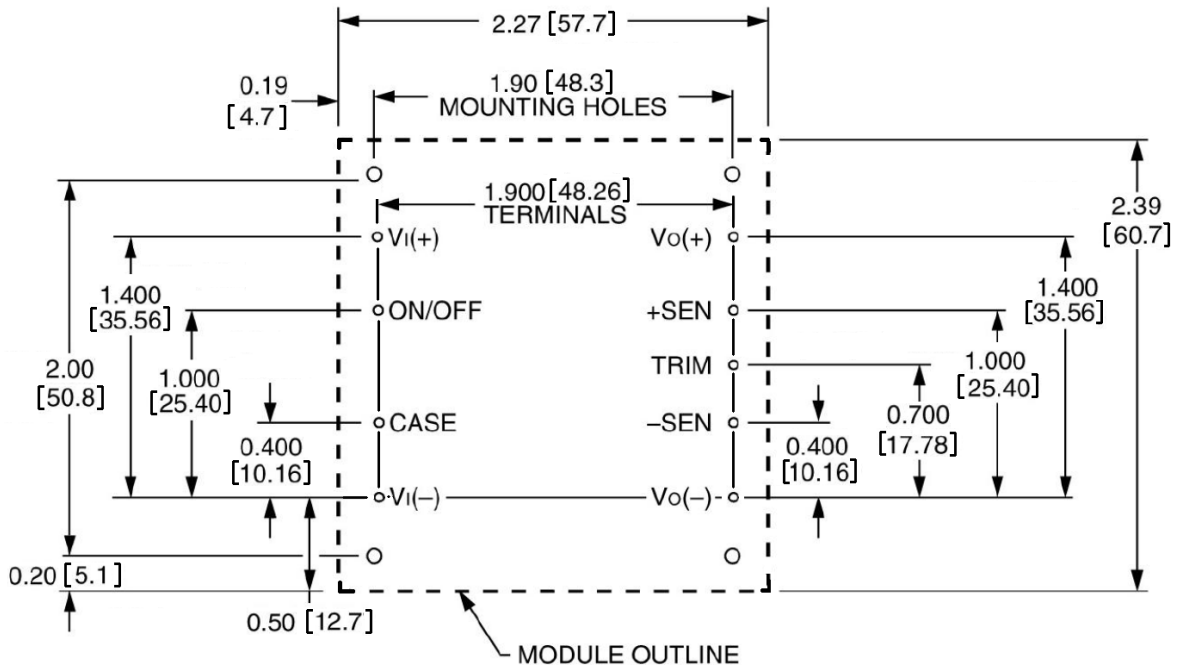 2.27 [57.7]
0.19
[4.7]
1.90 [48.3]
MOUNTING HOLES
1.900 [48.26]
TERMINALS
2.39
[60.7]
VI(+)
VO(+)
1.400
[35.56]
1.400
[35.56]
ON/OFF
+SEN
2.00
[50.8]
1.000
[25.40]
TRIM
1.000
[25.40]
CASE
–SEN
0.700
[17.78]
0.400
[10.16]
0.400
[10.16]
VI(–)
VO(–)
0.20 [5.1]
0.50 [12.7]
MODULE OUTLINE